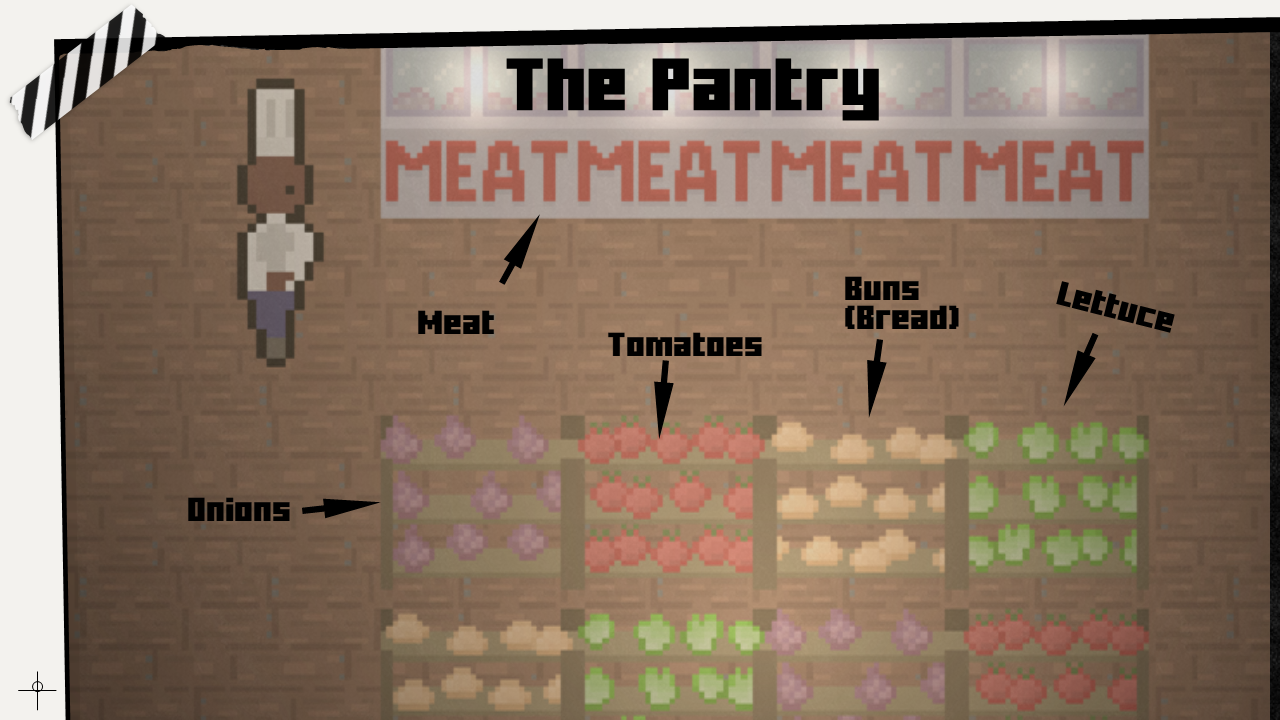 The Pantry
MEAT MEAT MEAT MEAT
Meat
Tomatoes
Buns
(Bread)
Lettuce
Onions